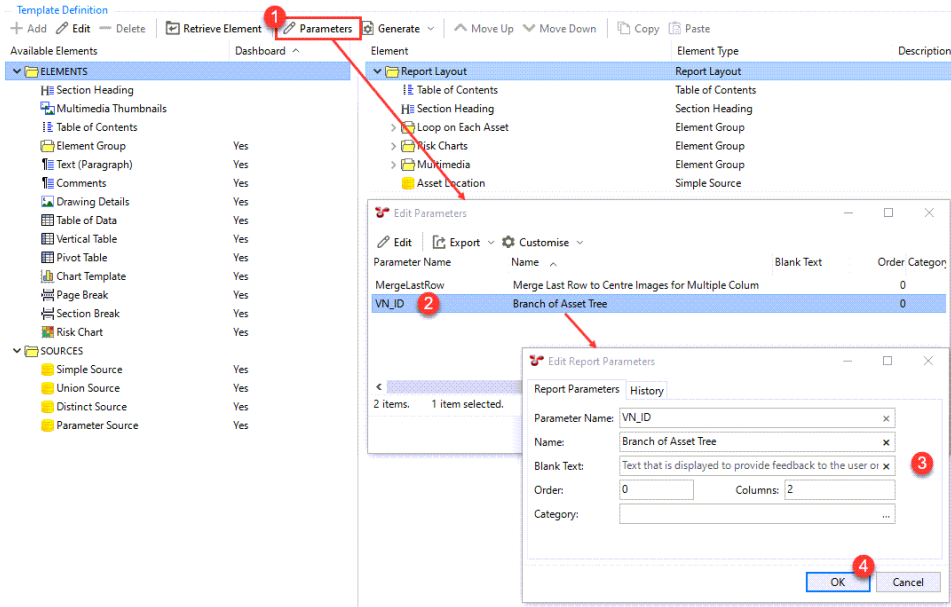 Template Definition
1
Add Edit Delete Retrieve Element Parameters Generate Move Up Move Down Copy Paste
Available Elements Dashboard Element Element Type Description
ELEMENTS Report Layout Report Layout
Section Heading Table of Contents Table of Contents
Multimedia Thumbnails Section Heading Section Heading
Table of Contents Loop on Each Asset Element Group
Element Group Yes Risk Charts Element Group
Text (Paragraph) Yes Multimedia Element Group
Comments Yes Asset Location Simple Source
Drawing Details Yes
Table of Data Yes
Vertical Table Yes
Pivot Table Yes
Chart Template Yes
Page Break Yes
Section Break Yes
Risk Chart Yes
SOURCES
Simple Source Yes
Union Source Yes
Distinct Source Yes
Parameter Source Yes
Edit Parameters
Edit Export Customise
Parameter Name Name Blank Text Order Categor
MergeLastRow Merge Last Row to Centre Images for Multiple Colum 0
VN_ID 2 Branch of Asset Tree 0
2 items. 1 item selected.
Edit Report Parameters
Report Parameters History
Parameter Name: VN_ID
Name: Branch of Asset Tree
Blank Text: Text that is displayed to provide feedback to the user or 3
Order: 0 Columns: 2
Category: ...
4
OK Cancel